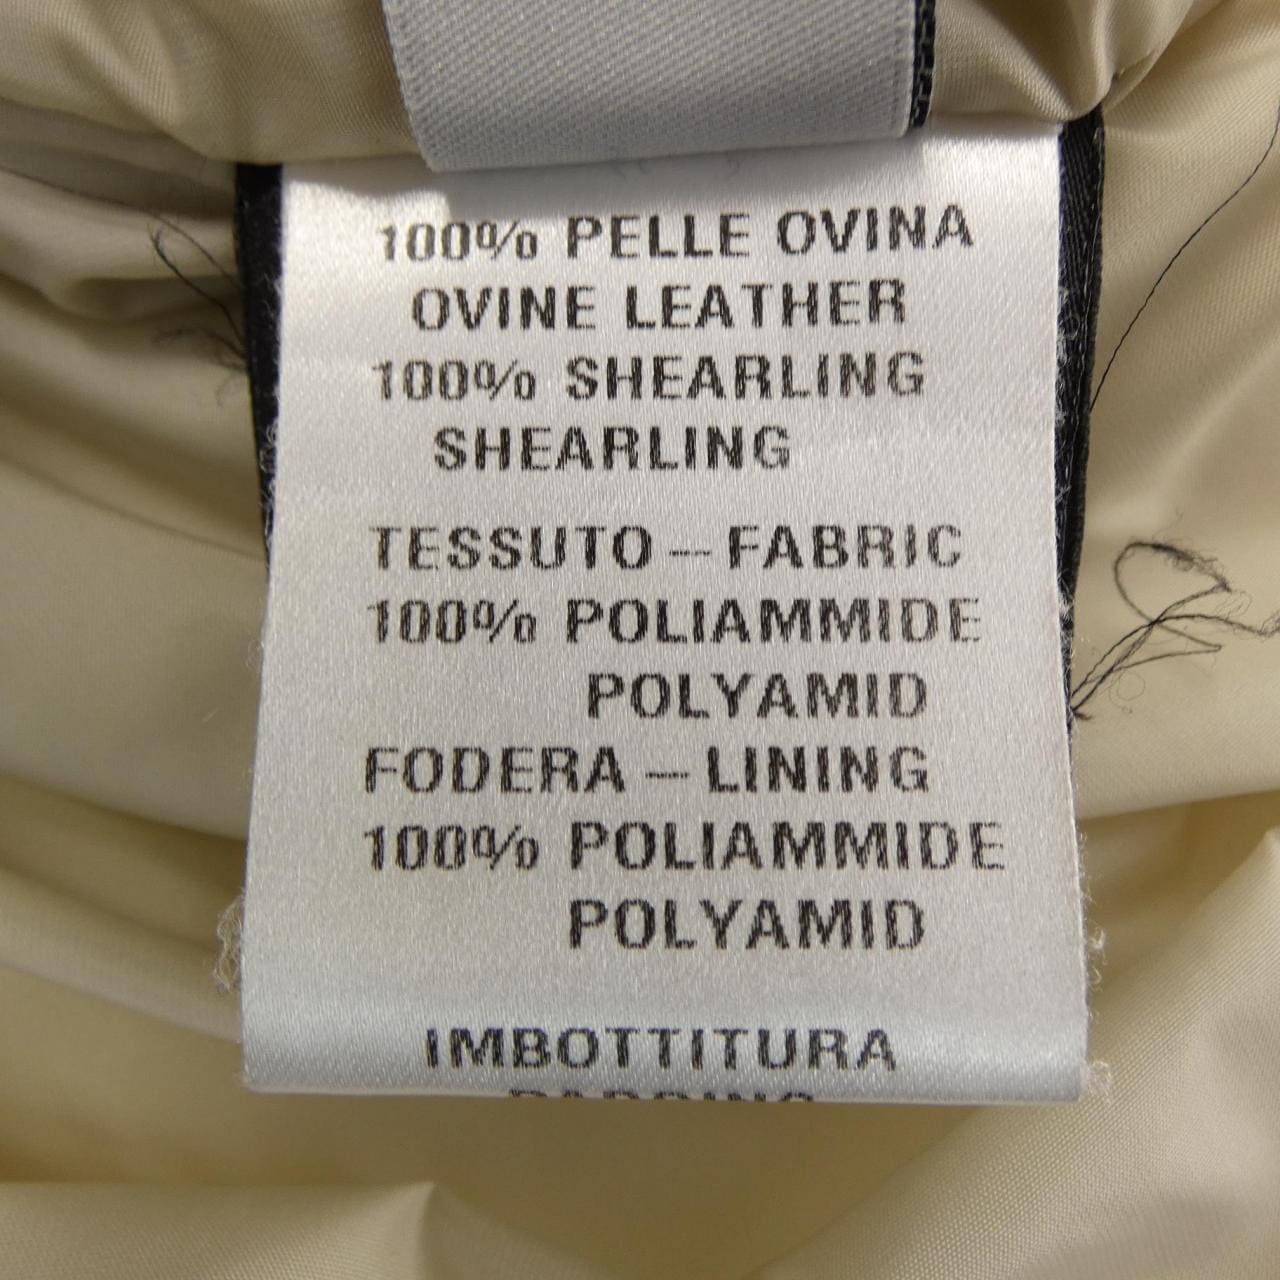 100% PELLE OVINA
OVINE LEATHER
100% SHEARLING
SHEARLING
TESSUTO – FABRIC
100% POLIAMMIDE
POLYAMID
FODERA – LINING
100% POLIAMMIDE
POLYAMID
IMBOTTITURA